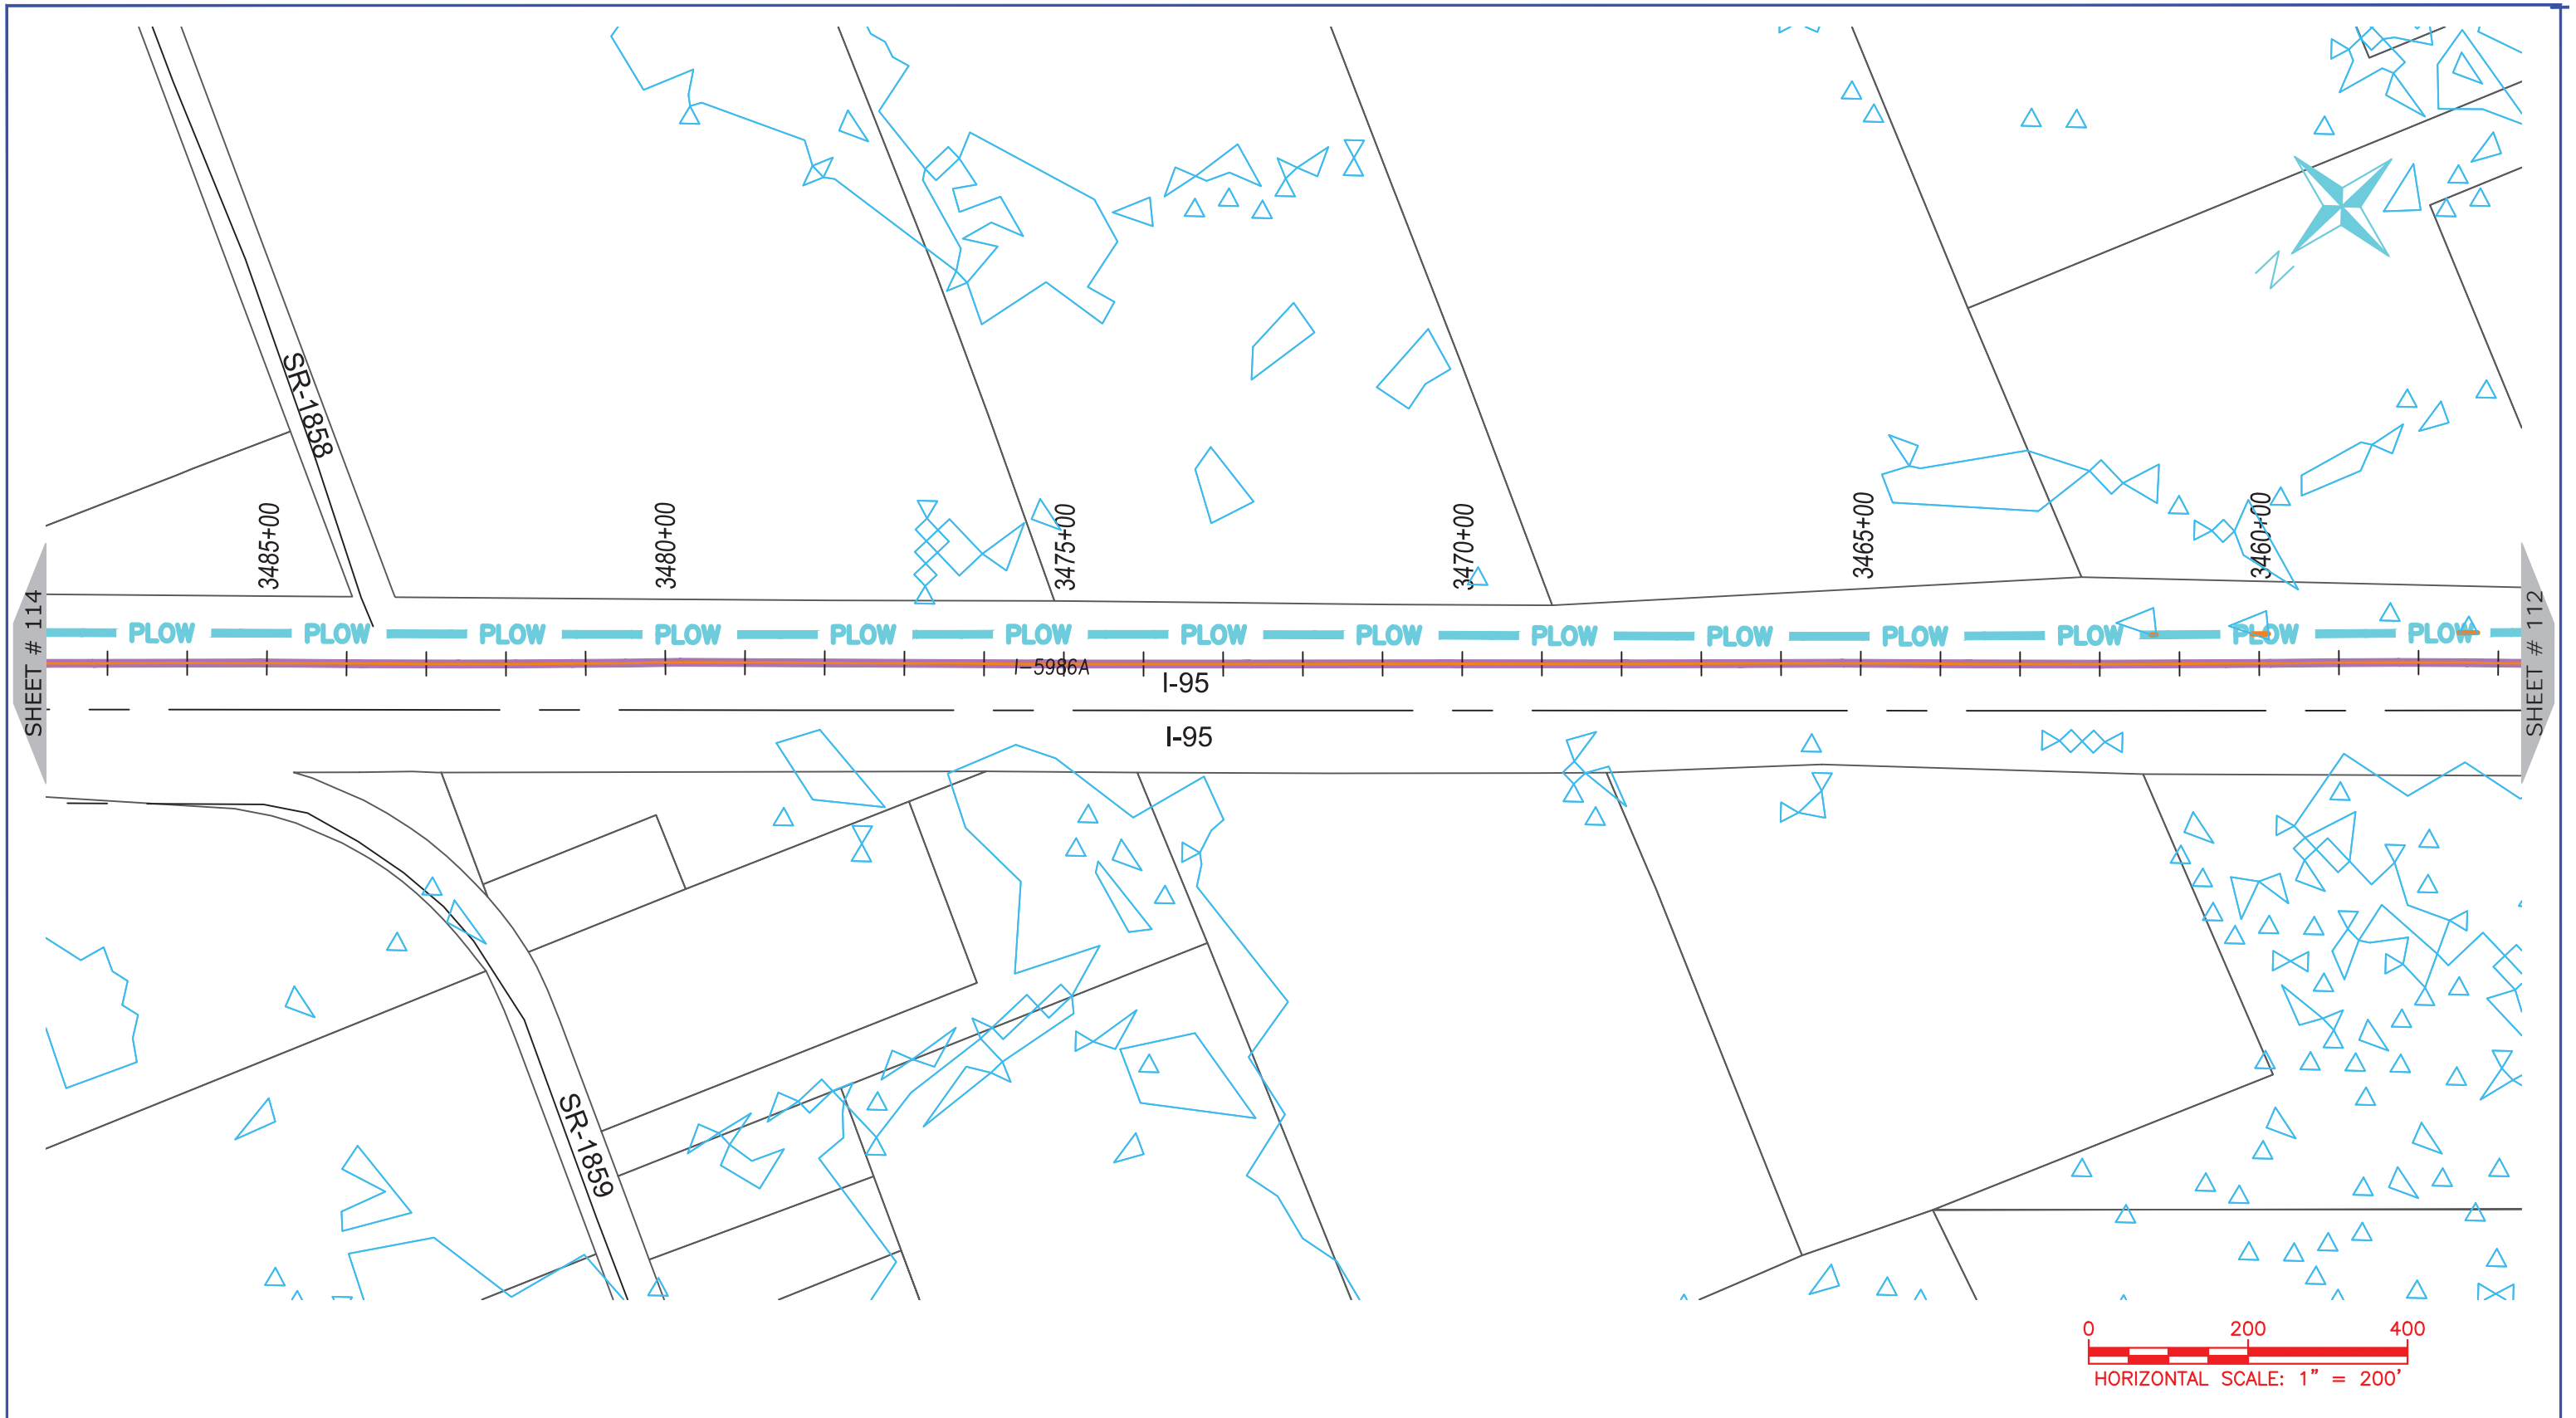 N
SR-1858
3485+00
3480+00
3475+00
3470+00
3465+00
3460+00
SHEET # 114
PLOW PLOW PLOW PLOW PLOW PLOW PLOW PLOW PLOW PLOW PLOW PLOW PLOW PLOW
SHEET # 112
I-5986A
I-95
I-95
SR-1859
0 200 400
HORIZONTAL SCALE: 1” = 200’